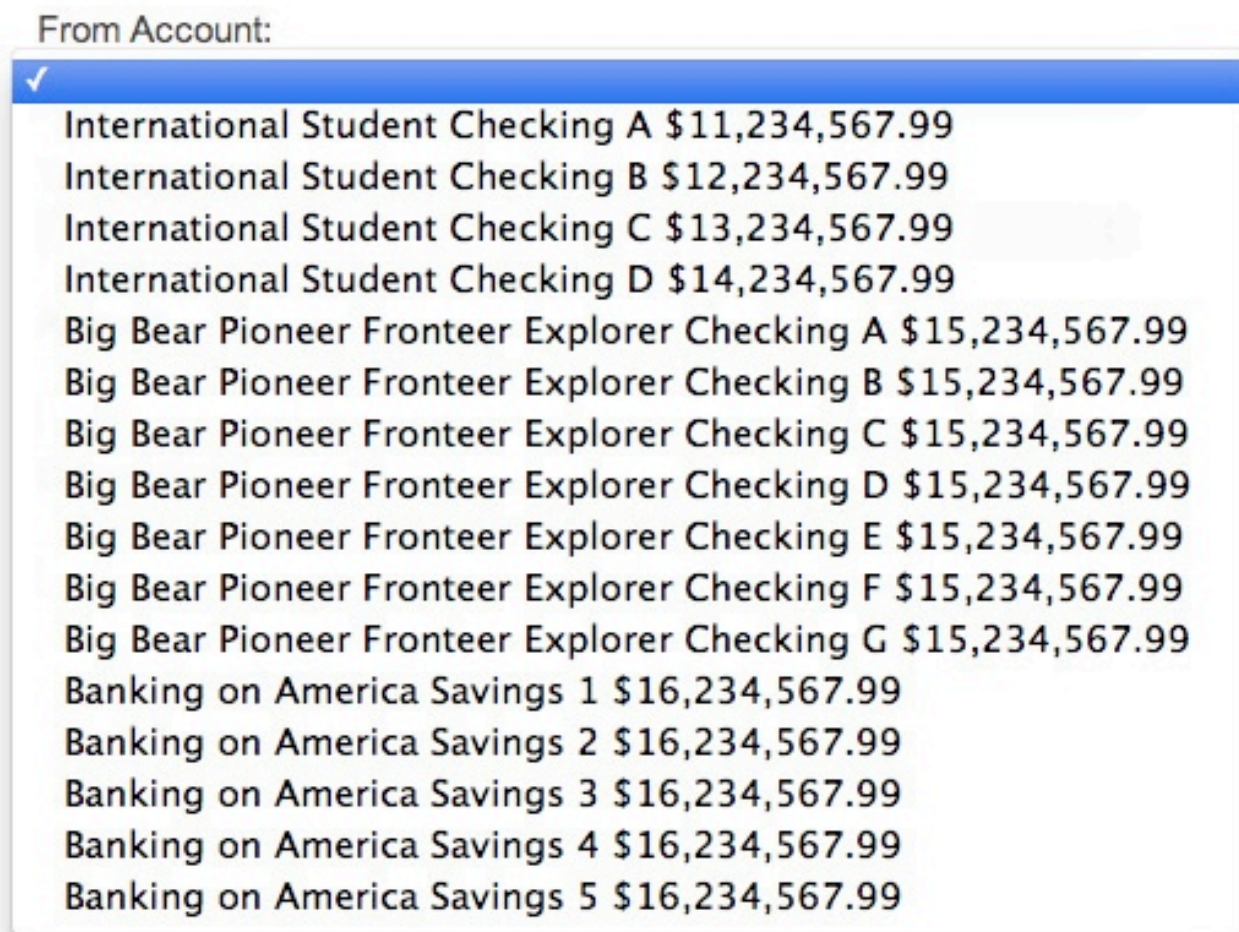 From Account:
✓
International Student Checking A $11,234,567.99
International Student Checking B $12,234,567.99
International Student Checking C $13,234,567.99
International Student Checking D $14,234,567.99
Big Bear Pioneer Fronteer Explorer Checking A $15,234,567.99
Big Bear Pioneer Fronteer Explorer Checking B $15,234,567.99
Big Bear Pioneer Fronteer Explorer Checking C $15,234,567.99
Big Bear Pioneer Fronteer Explorer Checking D $15,234,567.99
Big Bear Pioneer Fronteer Explorer Checking E $15,234,567.99
Big Bear Pioneer Fronteer Explorer Checking F $15,234,567.99
Big Bear Pioneer Fronteer Explorer Checking G $15,234,567.99
Banking on America Savings 1 $16,234,567.99
Banking on America Savings 2 $16,234,567.99
Banking on America Savings 3 $16,234,567.99
Banking on America Savings 4 $16,234,567.99
Banking on America Savings 5 $16,234,567.99